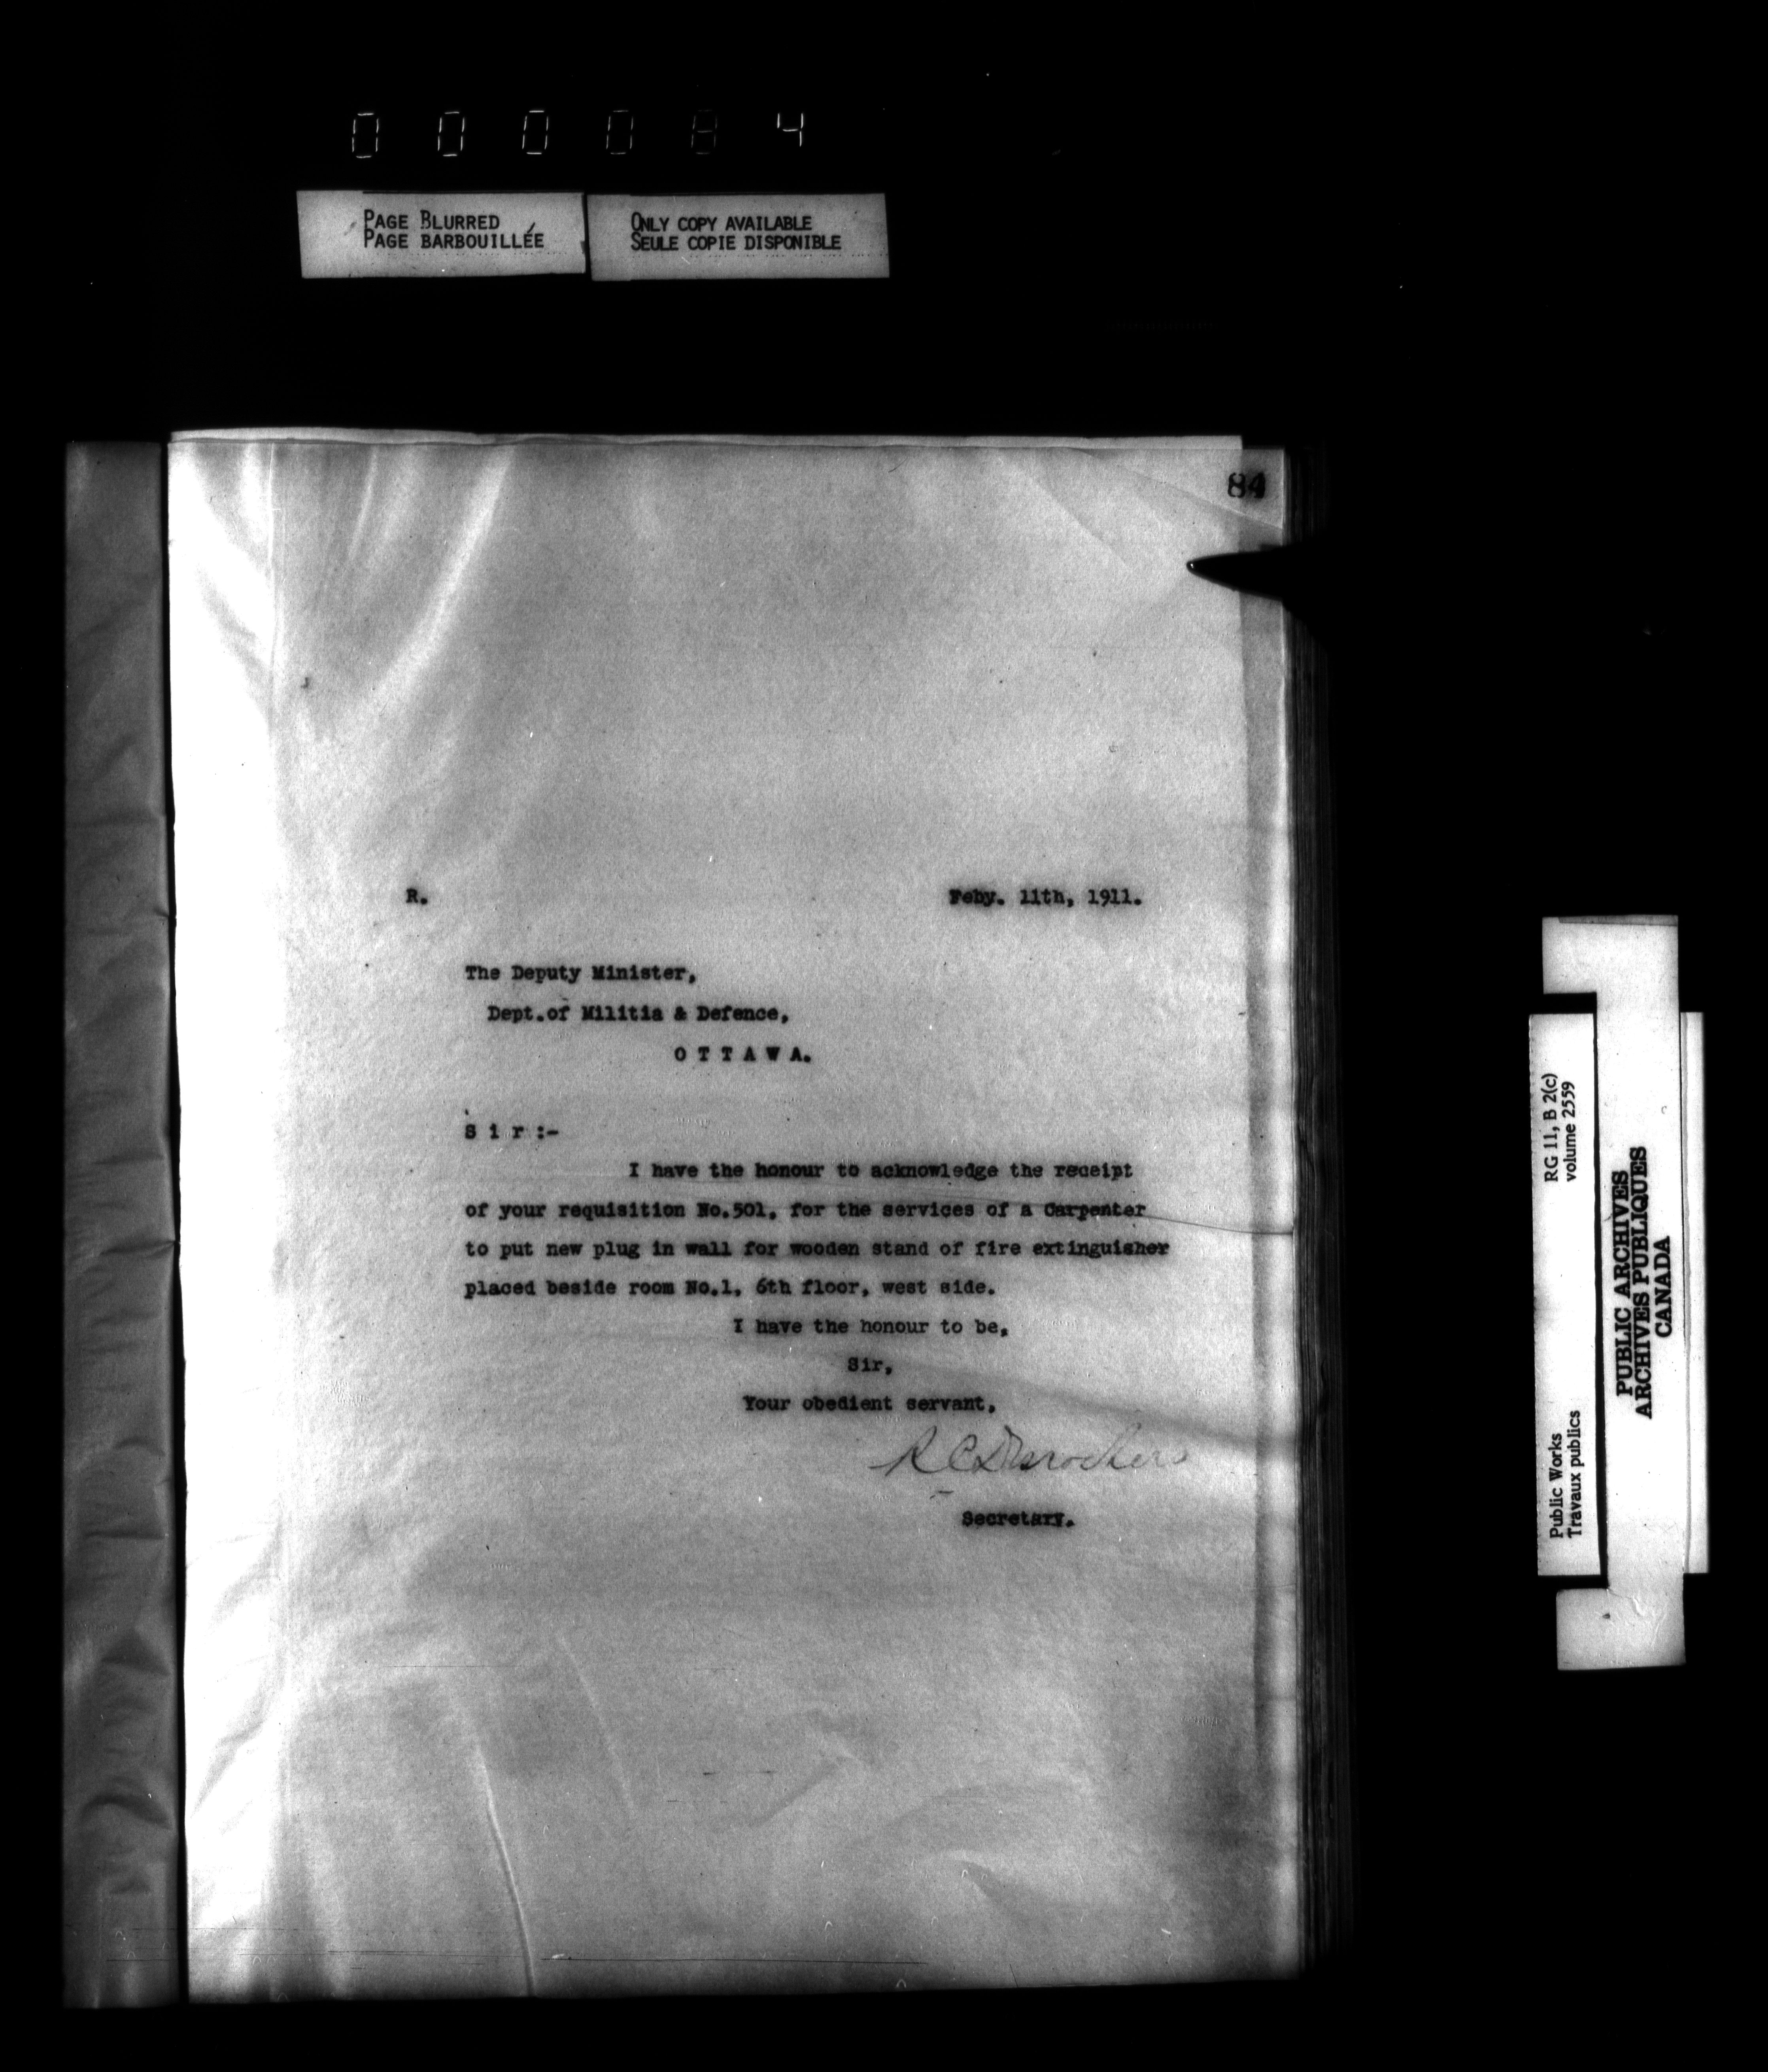 000084
PAGE BLURRED
PAGE BARBOUILLÉE
ONLY COPY AVAILABLE
SEULE COPIE DISPONIBLE
84
R.
Feby. 11th, 1911.
The Deputy Minister,
Dept.of Militia & Defence,
O T T A W A.
S i r :-
I have the honour to acknowledge the receipt
of your requisition No.501, for the services of a Carpenter
to put new plug in wall for wooden stand of fire extinguisher
placed beside room No.1, 6th floor, west side.
I have the honour to be,
Sir,
Your obedient servant,
R C Desrochers
Secretary.
RG 11, B 2(c)
volume 2559
Public Works
Travaux publics
PUBLIC ARCHIVES
ARCHIVES PUBLIQUES
CANADA